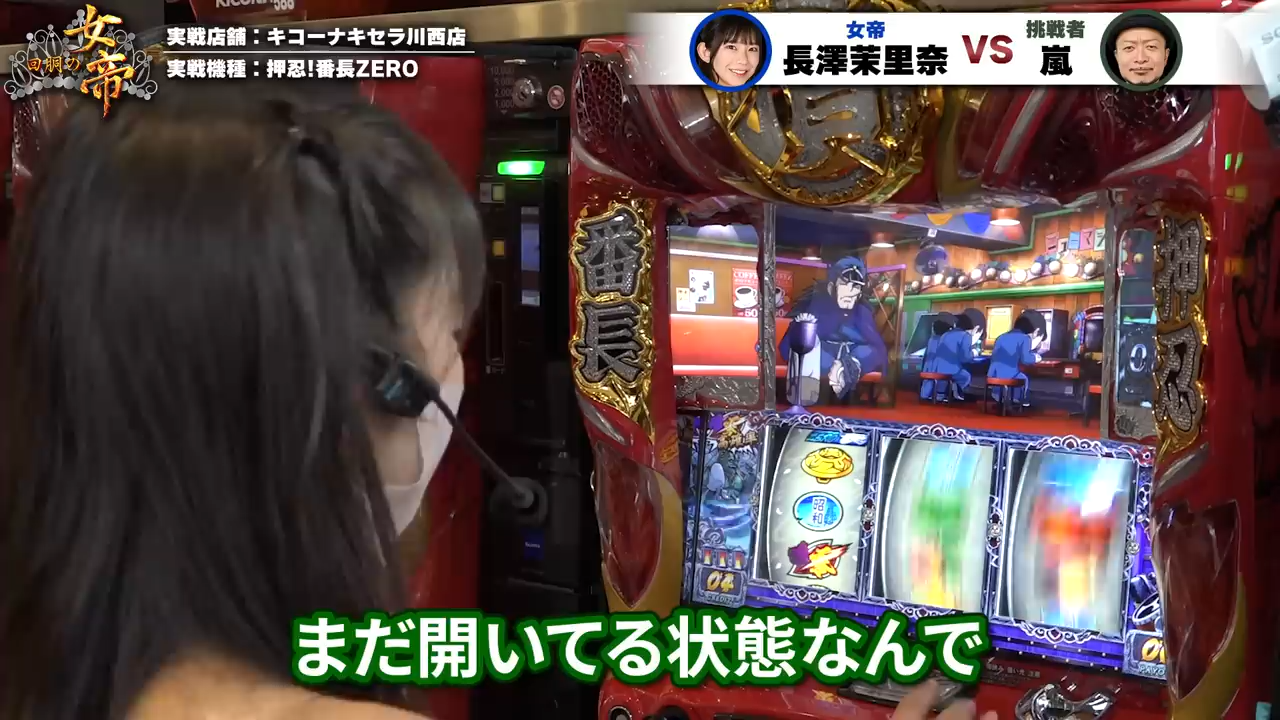 回胴の女帝
実戦店舗：キコーナキセラ川西店
実戦機種：押忍!番長ZERO
女帝
長澤茉里奈
VS
挑戦者
嵐
番長
押忍
COFFEE
昭和
04
まだ開いてる状態なんで